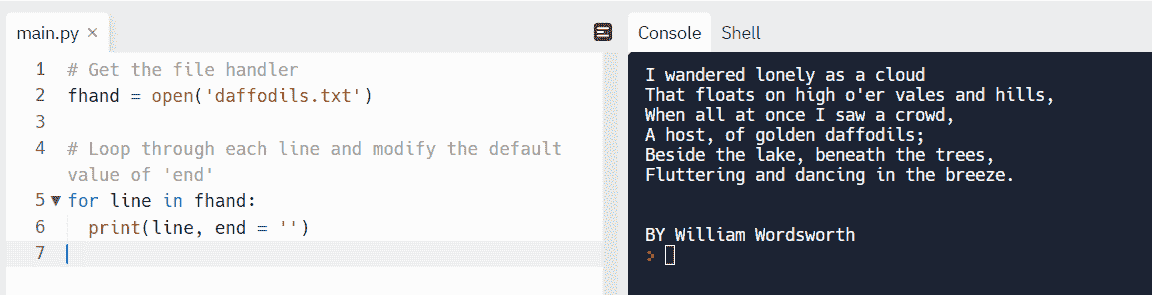 main.py ×
1 # Get the file handler
2 fhand = open('daffodils.txt')
3
4 # Loop through each line and modify the default
value of 'end'
5 for line in fhand:
6 print(line, end = '')
7
Console Shell
I wandered lonely as a cloud
That floats on high o'er vales and hills,
When all at once I saw a crowd,
A host, of golden daffodils;
Beside the lake, beneath the trees,
Fluttering and dancing in the breeze.
BY William Wordsworth
>